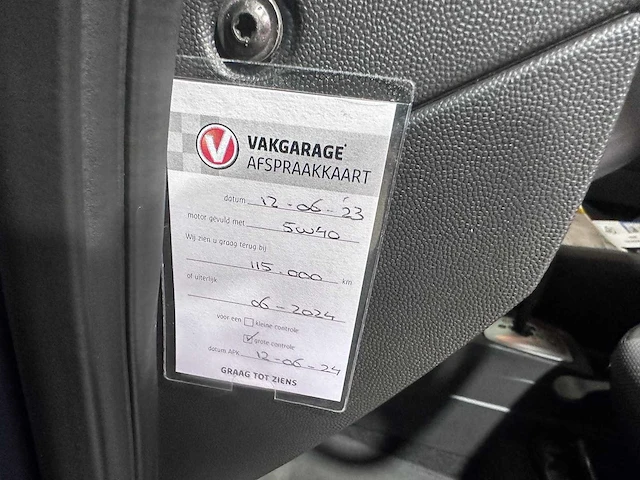 V VAKGARAGE
AFSPRAAKKAART
datum 12-06-'23
motor gevuld met 5W40
Wij zien u graag terug bij
115.000 km
of uiterlijk
06-2024
voor een kleine controle
grote controle
datum APK 12-06-24
GRAAG TOT ZIENS